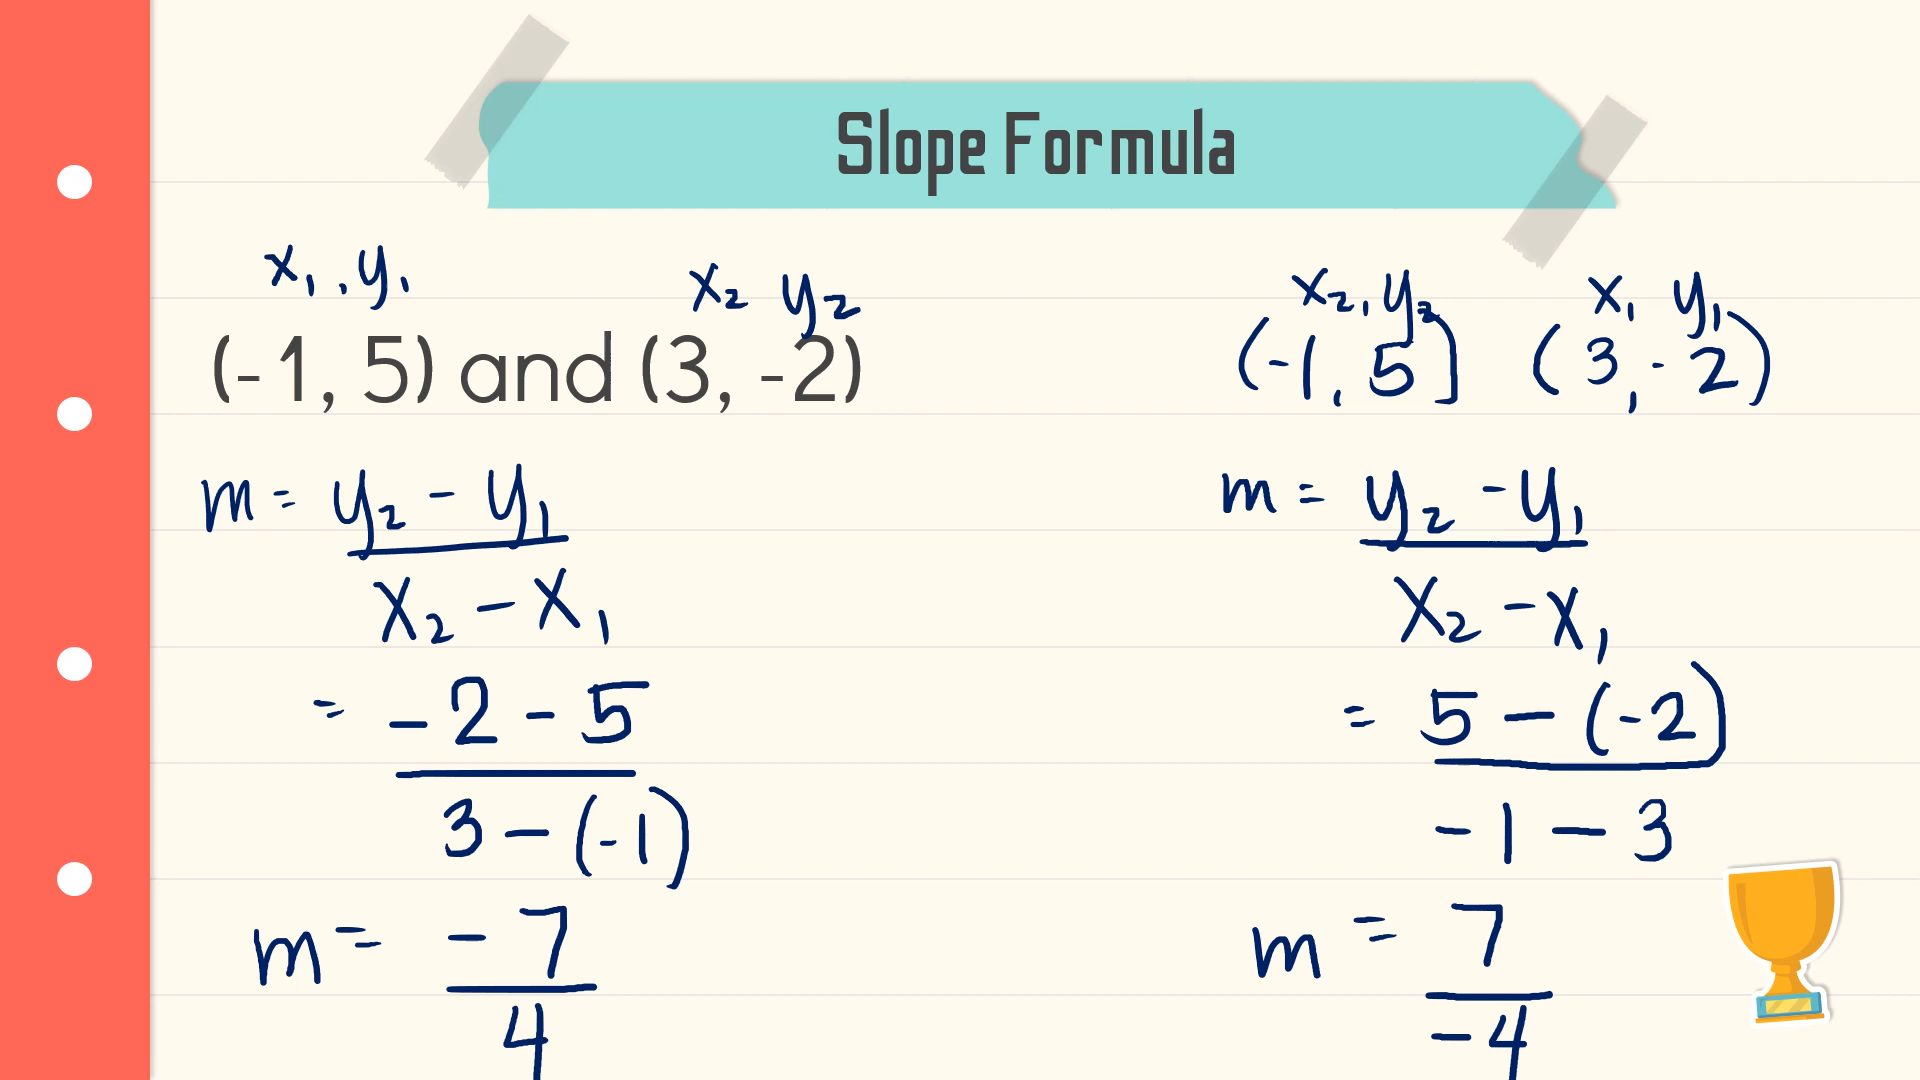 Slope Formula
x₁, y₁ x₂ y₂
(-1, 5) and (3, -2)
m = y₂ - y₁
x₂ - x₁
= -2 - 5
3 - (-1)
m = -7
4
x₂, y₂ x₁ y₁
(-1, 5) (3, -2)
m = y₂ - y₁
x₂ - x₁
= 5 - (-2)
-1 - 3
m = 7
-4